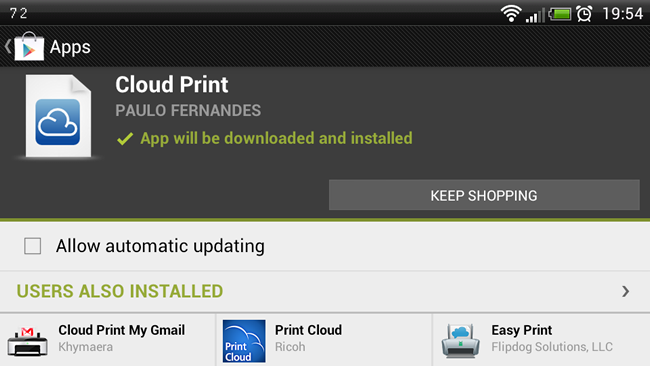 72 19:54
Apps
Cloud Print
PAULO FERNANDES
App will be downloaded and installed
KEEP SHOPPING
Allow automatic updating
USERS ALSO INSTALLED
Cloud Print My Gmail
Khymaera
Print Cloud
Print Cloud
Ricoh
Easy Print
Flipdog Solutions, LLC